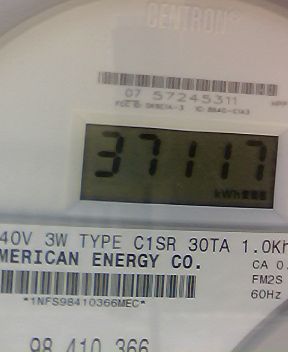 CENTRON®
07 57245311
37117
kWh
40V 3W TYPE C1SR 30TA 1.0Kh
MERICAN ENERGY CO.
CA 0.
FM2S
60Hz
*1NFS98410366MEC*
98 410 366